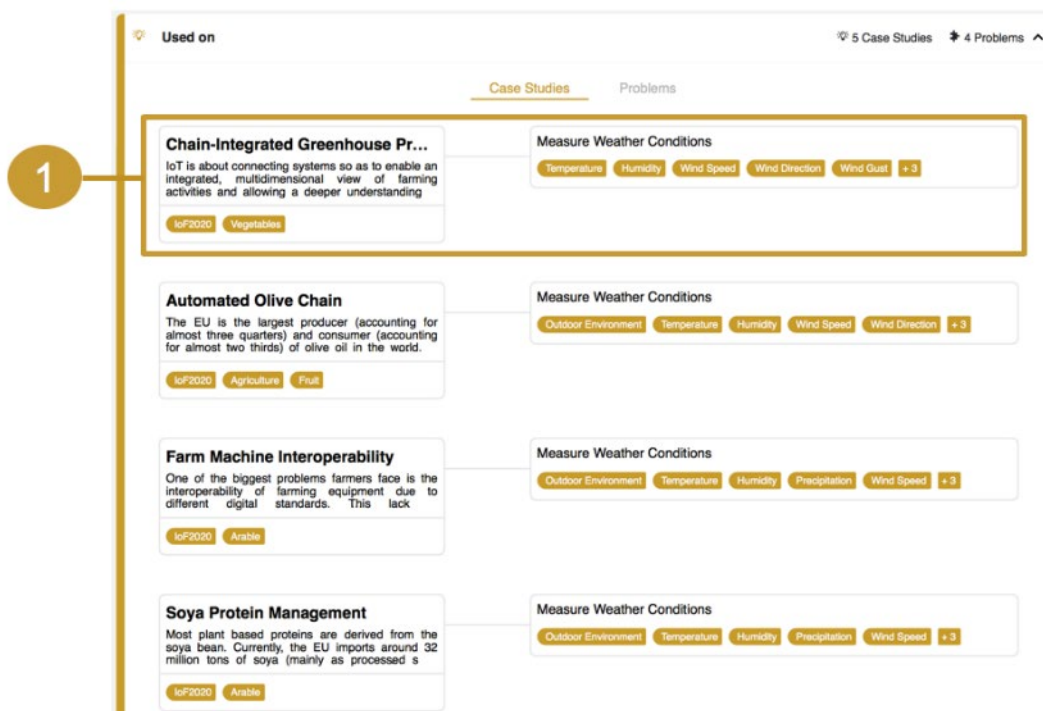 Used on
5 Case Studies
4 Problems
Case Studies
Problems
1
Chain-Integrated Greenhouse Pr...
IoT is about connecting systems so as to enable an
integrated, multidimensional view of farming
activities and allowing a deeper understanding
IoF2020 Vegetables
Measure Weather Conditions
Temperature Humidity Wind Speed Wind Direction Wind Gust + 3
Automated Olive Chain
The EU is the largest producer (accounting for
almost three quarters) and consumer (accounting
for almost two thirds) of olive oil in the world.
IoF2020 Agriculture Fruit
Measure Weather Conditions
Outdoor Environment Temperature Humidity Wind Speed Wind Direction + 3
Farm Machine Interoperability
One of the biggest problems farmers face is the
interoperability of farming equipment due to
different digital standards. This lack
IoF2020 Arable
Measure Weather Conditions
Outdoor Environment Temperature Humidity Precipitation Wind Speed + 3
Soya Protein Management
Most plant based proteins are derived from the
soya bean. Currently, the EU imports around 32
million tons of soya (mainly as processed s
IoF2020 Arable
Measure Weather Conditions
Outdoor Environment Temperature Humidity Precipitation Wind Speed + 3